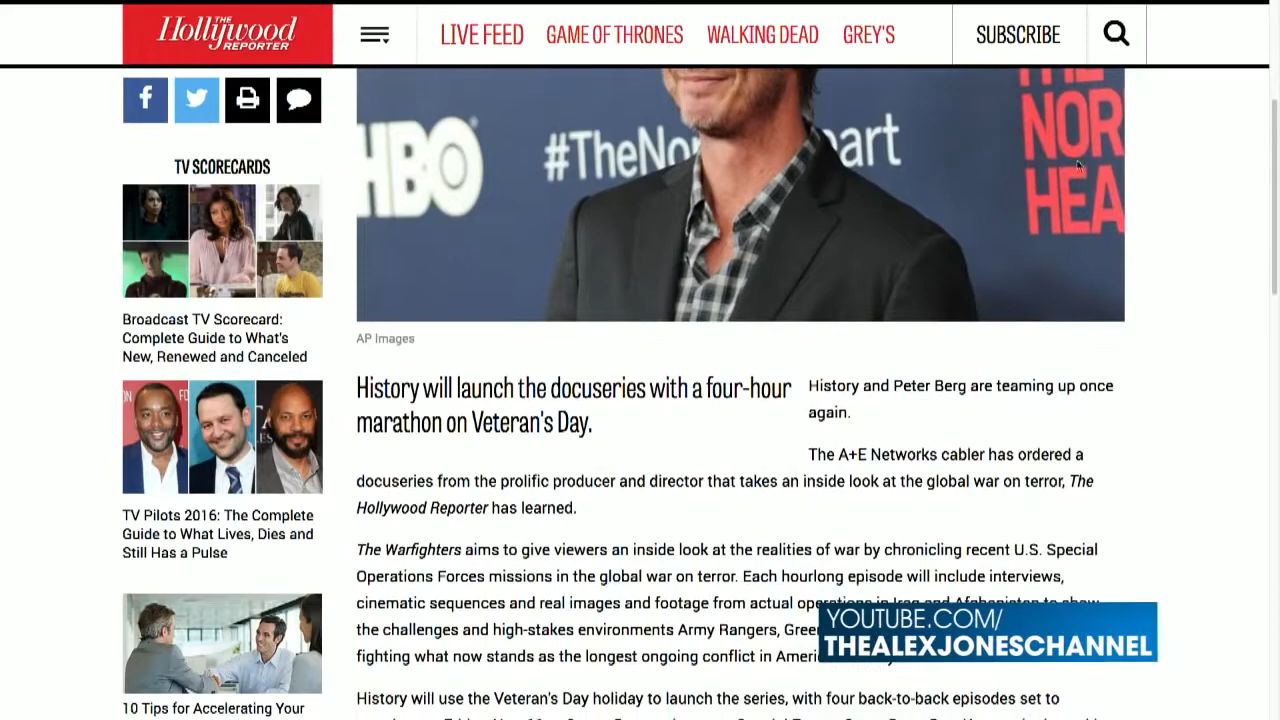 THE
Hollywood
REPORTER
LIVE FEED
GAME OF THRONES
WALKING DEAD
GREY'S
SUBSCRIBE
HBO
#TheNo
art
THE
NOR
HEA
TV SCORECARDS
Broadcast TV Scorecard:
Complete Guide to What's
New, Renewed and Canceled
TV Pilots 2016: The Complete
Guide to What Lives, Dies and
Still Has a Pulse
10 Tips for Accelerating Your
AP Images
History will launch the docuseries with a four-hour
marathon on Veteran's Day.
History and Peter Berg are teaming up once
again.
The A+E Networks cabler has ordered a
docuseries from the prolific producer and director that takes an inside look at the global war on terror, The
Hollywood Reporter has learned.
The Warfighters aims to give viewers an inside look at the realities of war by chronicling recent U.S. Special
Operations Forces missions in the global war on terror. Each hourlong episode will include interviews,
cinematic sequences and real images and footage from actual operations in Iraq and Afghanistan to show
the challenges and high-stakes environments Army Rangers, Gree
fighting what now stands as the longest ongoing conflict in Ameri
History will use the Veteran's Day holiday to launch the series, with four back-to-back episodes set to
YOUTUBE.COM/
THEALEXJONESCHANNEL